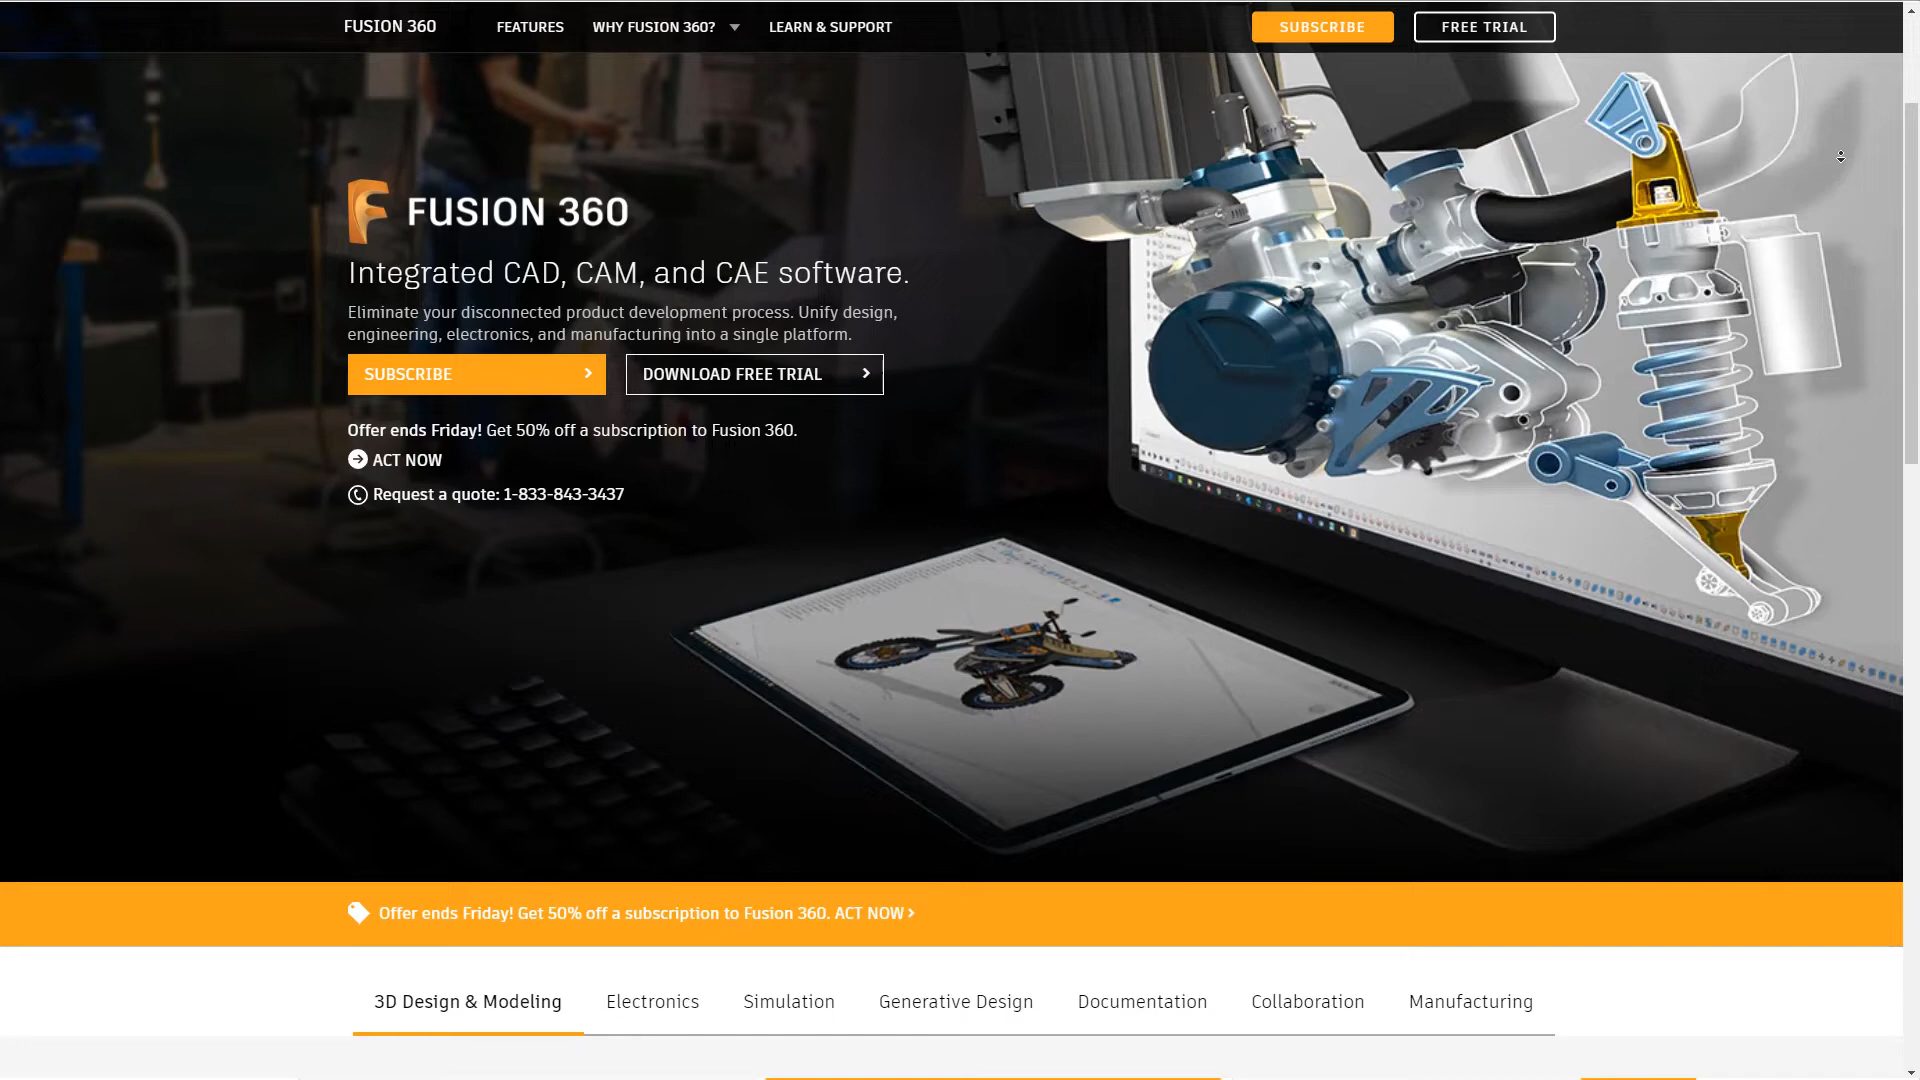 FUSION 360
FEATURES
WHY FUSION 360?
LEARN & SUPPORT
SUBSCRIBE
FREE TRIAL
FUSION 360
Integrated CAD, CAM, and CAE software.
Eliminate your disconnected product development process. Unify design,
engineering, electronics, and manufacturing into a single platform.
SUBSCRIBE
DOWNLOAD FREE TRIAL
Offer ends Friday! Get 50% off a subscription to Fusion 360.
ACT NOW
Request a quote: 1-833-843-3437
Offer ends Friday! Get 50% off a subscription to Fusion 360. ACT NOW
3D Design & Modeling
Electronics
Simulation
Generative Design
Documentation
Collaboration
Manufacturing